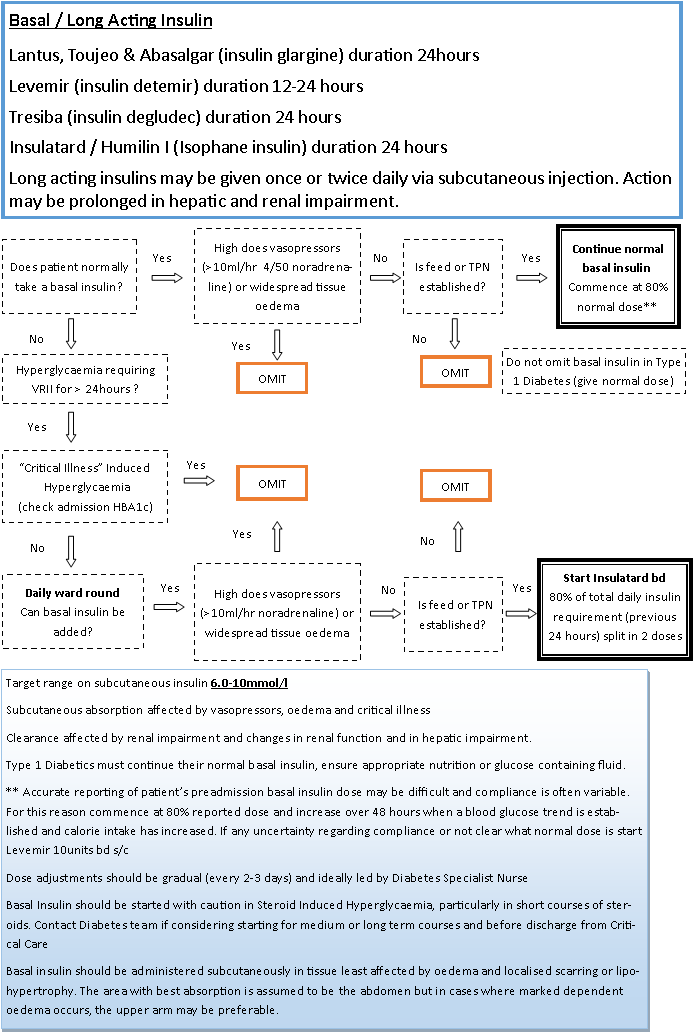 Basal / Long Acting Insulin
Lantus, Toujeo & Abasalgar (insulin glargine) duration 24hours
Levemir (insulin detemir) duration 12-24 hours
Tresiba (insulin degludec) duration 24 hours
Insulatard / Humilin I (Isophane insulin) duration 24 hours
Long acting insulins may be given once or twice daily via subcutaneous injection. Action
may be prolonged in hepatic and renal impairment.
Does patient normally
take a basal insulin?
Yes
High does vasopressors
(>10ml/hr 4/50 noradrena-
line) or widespread tissue
oedema
No
Is feed or TPN
established?
Yes
Continue normal
basal insulin
Commence at 80%
normal dose**
No
Yes
No
Hyperglycaemia requiring
VRII for > 24hours ?
OMIT
OMIT
Do not omit basal insulin in Type
1 Diabetes (give normal dose)
Yes
"Critical Illness" Induced
Hyperglycaemia
(check admission HBA1c)
Yes
OMIT
OMIT
No
Yes
No
Daily ward round
Can basal insulin be
added?
Yes
High does vasopressors
(>10ml/hr noradrenaline) or
widespread tissue oedema
No
Is feed or TPN
established?
Yes
Start Insulatard bd
80% of total daily insulin
requirement (previous
24 hours) split in 2 doses
Target range on subcutaneous insulin 6.0-10mmol/l
Subcutaneous absorption affected by vasopressors, oedema and critical illness
Clearance affected by renal impairment and changes in renal function and in hepatic impairment.
Type 1 Diabetics must continue their normal basal insulin, ensure appropriate nutrition or glucose containing fluid.
** Accurate reporting of patient's preadmission basal insulin dose may be difficult and compliance is often variable.
For this reason commence at 80% reported dose and increase over 48 hours when a blood glucose trend is estab-
lished and calorie intake has increased. If any uncertainty regarding compliance or not clear what normal dose is start
Levemir 10units bd s/c
Dose adjustments should be gradual (every 2-3 days) and ideally led by Diabetes Specialist Nurse
Basal Insulin should be started with caution in Steroid Induced Hyperglycaemia, particularly in short courses of ster-
oids. Contact Diabetes team if considering starting for medium or long term courses and before discharge from Criti-
cal Care
Basal insulin should be administered subcutaneously in tissue least affected by oedema and localised scarring or lipo-
hypertrophy. The area with best absorption is assumed to be the abdomen but in cases where marked dependent
oedema occurs, the upper arm may be preferable.